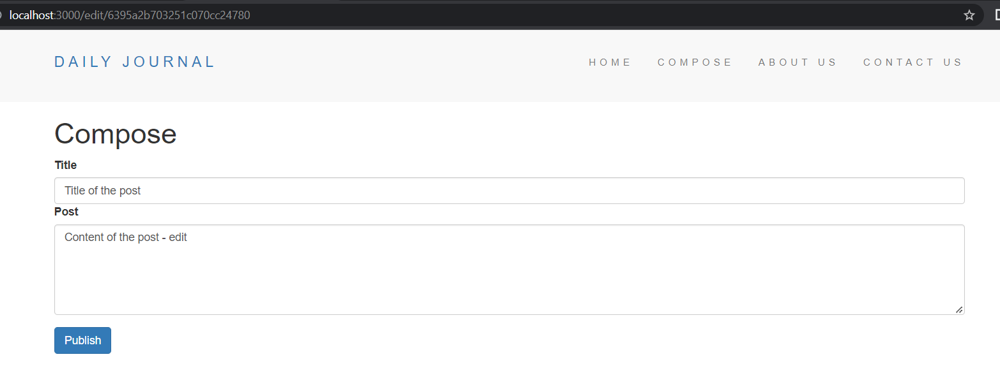 localhost:3000/edit/6395a2b703251c070cc24780
DAILY JOURNAL HOME COMPOSE ABOUT US CONTACT US
Compose
Title
Title of the post
Post
Content of the post - edit
Publish